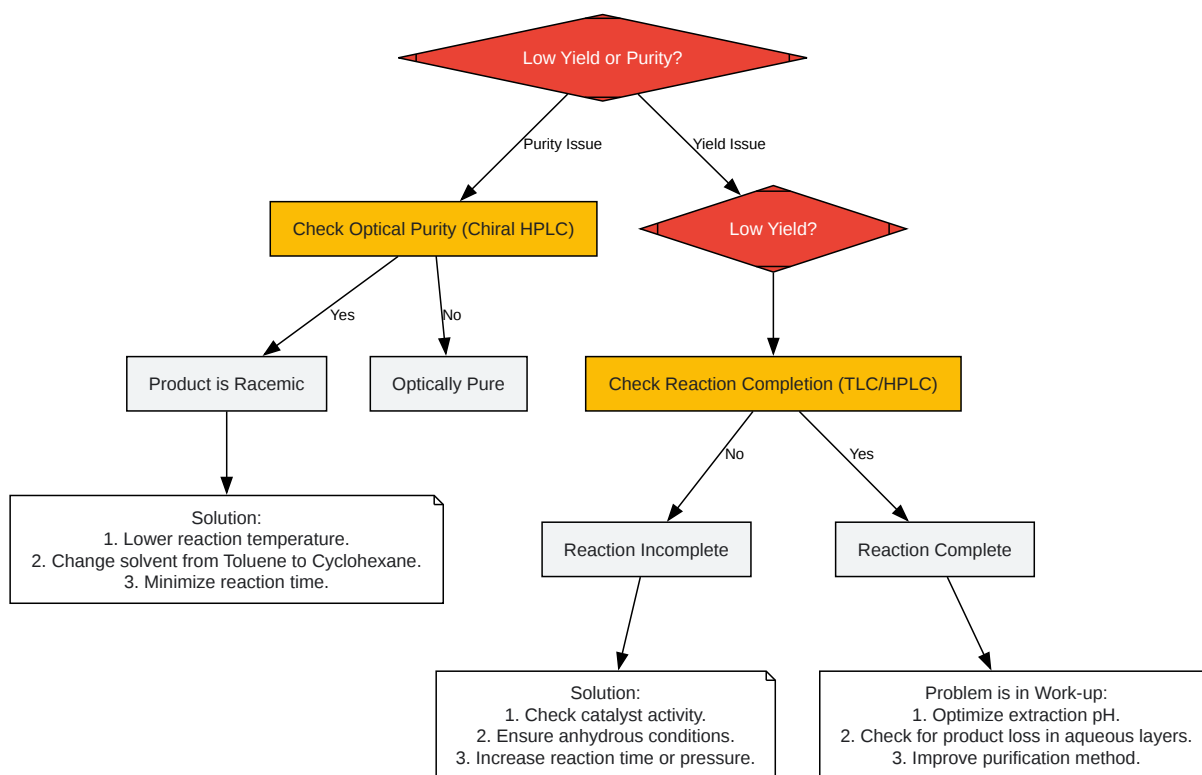 Low Yield or Purity?
Purity Issue
Yield Issue
Check Optical Purity (Chiral HPLC)
Low Yield?
Yes
No
Product is Racemic
Optically Pure
Check Reaction Completion (TLC/HPLC)
No
Yes
Solution:
1. Lower reaction temperature.
2. Change solvent from Toluene to Cyclohexane.
3. Minimize reaction time.
Reaction Incomplete
Reaction Complete
Solution:
1. Check catalyst activity.
2. Ensure anhydrous conditions.
3. Increase reaction time or pressure.
Problem is in Work-up:
1. Optimize extraction pH.
2. Check for product loss in aqueous layers.
3. Improve purification method.